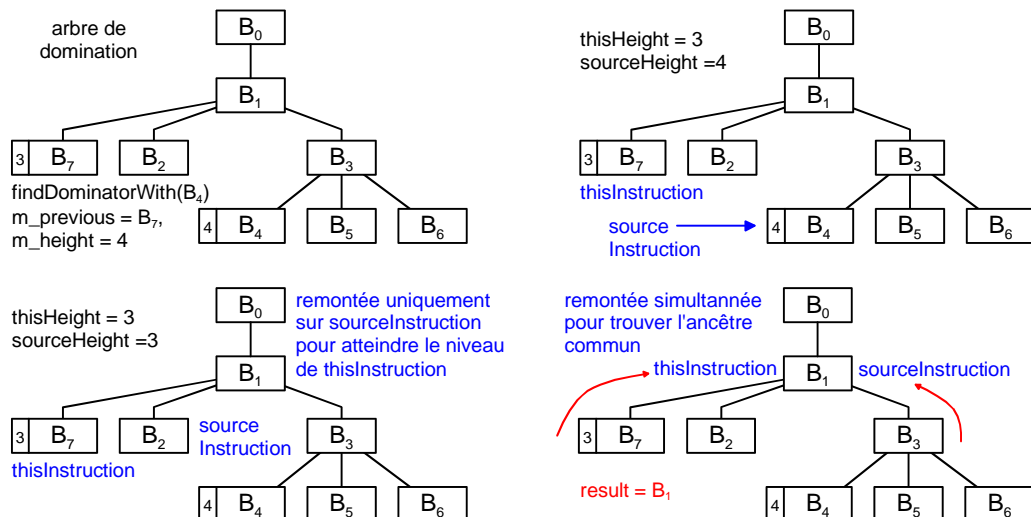 arbre de
domination
B0
B1
3 B7
B2
B3
findDominatorWith(B4)
m_previous = B7,
m_height = 4
4 B4
B5
B6
thisHeight = 3
sourceHeight =4
B0
B1
3 B7
B2
B3
thisInstruction
source
Instruction
4 B4
B5
B6
thisHeight = 3
sourceHeight =3
B0
remontée uniquement
sur sourceInstruction
pour atteindre le niveau
de thisInstruction
B1
3 B7
B2
source
Instruction
B3
thisInstruction
4 B4
B5
B6
remontée simultannée
pour trouver l'ancêtre
commun
B0
thisInstruction
B1
sourceInstruction
3 B7
B2
B3
result = B1
4 B4
B5
B6